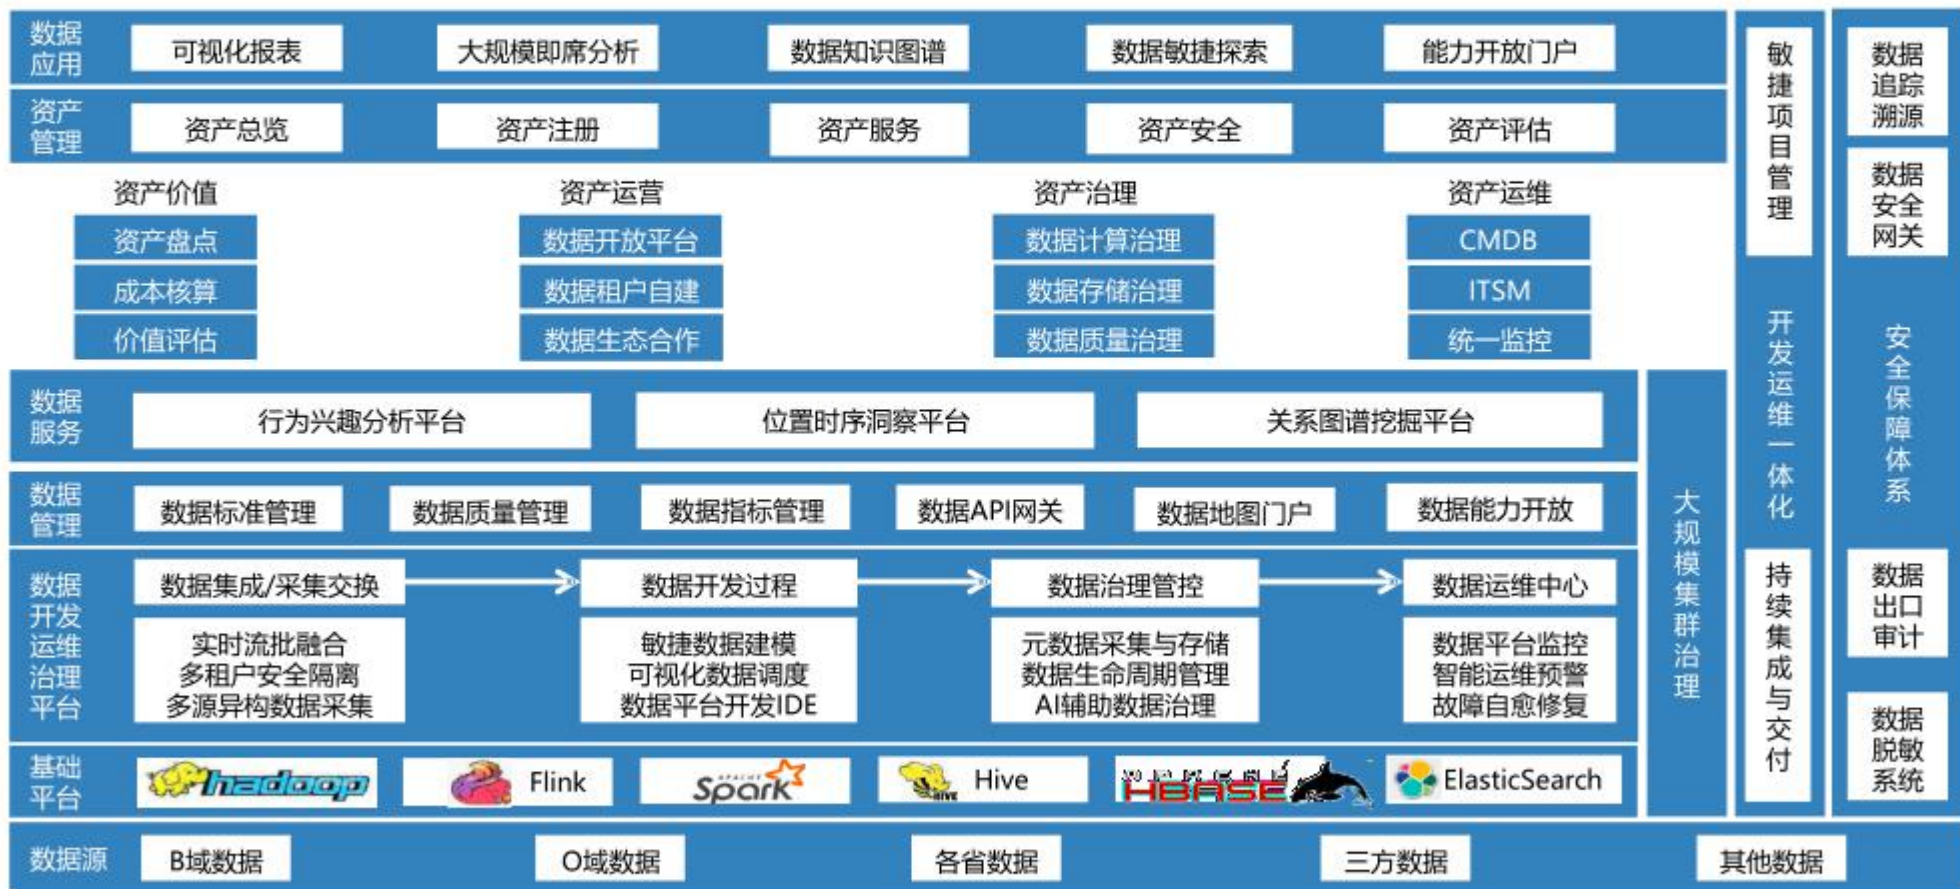 数据
应用
可视化报表
大规模即席分析
数据知识图谱
数据敏捷探索
能力开放门户
资产
管理
资产总览
资产注册
资产服务
资产安全
资产评估
资产价值
资产盘点
成本核算
价值评估
资产运营
数据开放平台
数据租户自建
数据生态合作
资产治理
数据计算治理
数据存储治理
数据质量治理
资产运维
CMDB
ITSM
统一监控
数据
服务
行为兴趣分析平台
位置时序洞察平台
关系图谱挖掘平台
数据
管理
数据标准管理
数据质量管理
数据指标管理
数据API网关
数据地图门户
数据能力开放
数据
开发
运维
治理
平台
数据集成/采集交换
数据开发过程
数据治理管控
数据运维中心
实时流批融合
多租户安全隔离
多源异构数据采集
敏捷数据建模
可视化数据调度
数据平台开发IDE
元数据采集与存储
数据生命周期管理
AI辅助数据治理
数据平台监控
智能运维预警
故障自愈修复
基础
平台
hadoop
Flink
APACHE
Spark
HIVE
Hive
HBASE
ElasticSearch
大规模集群治理
敏捷项目管理
开发运维一体化
持续集成与交付
数据
追踪
溯源
数据
安全
网关
安全保障体系
数据
出口
审计
数据
脱敏
系统
数据源
B域数据
O域数据
各省数据
三方数据
其他数据